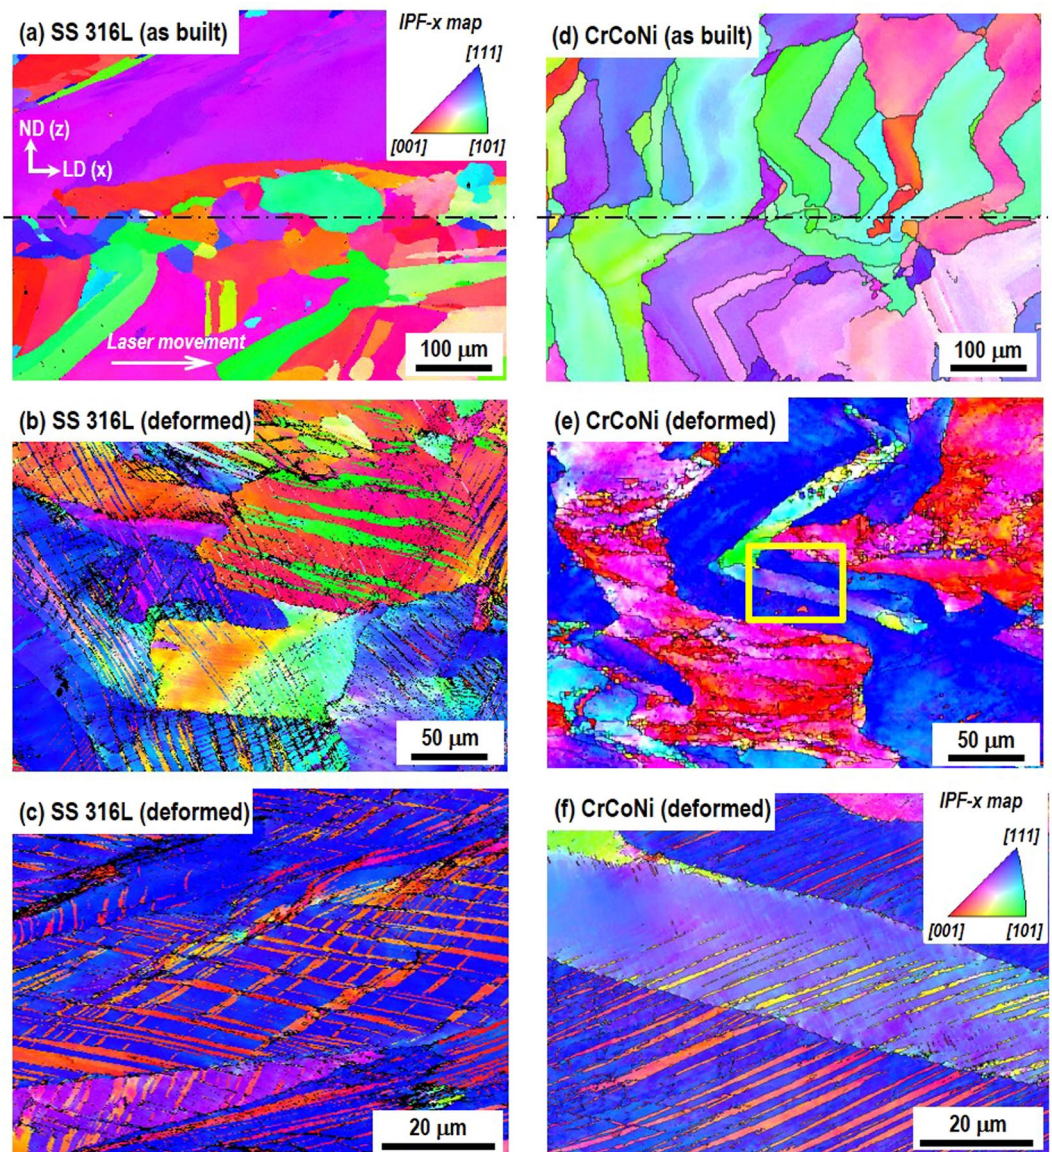 (a) SS 316L (as built)
IPF-x map
[111]
[001]
[101]
ND (z)
LD (x)
Laser movement
100 µm
(d) CrCoNi (as built)
100 µm
(b) SS 316L (deformed)
50 µm
(e) CrCoNi (deformed)
50 µm
(c) SS 316L (deformed)
20 µm
(f) CrCoNi (deformed)
IPF-x map
[111]
[001]
[101]
20 µm